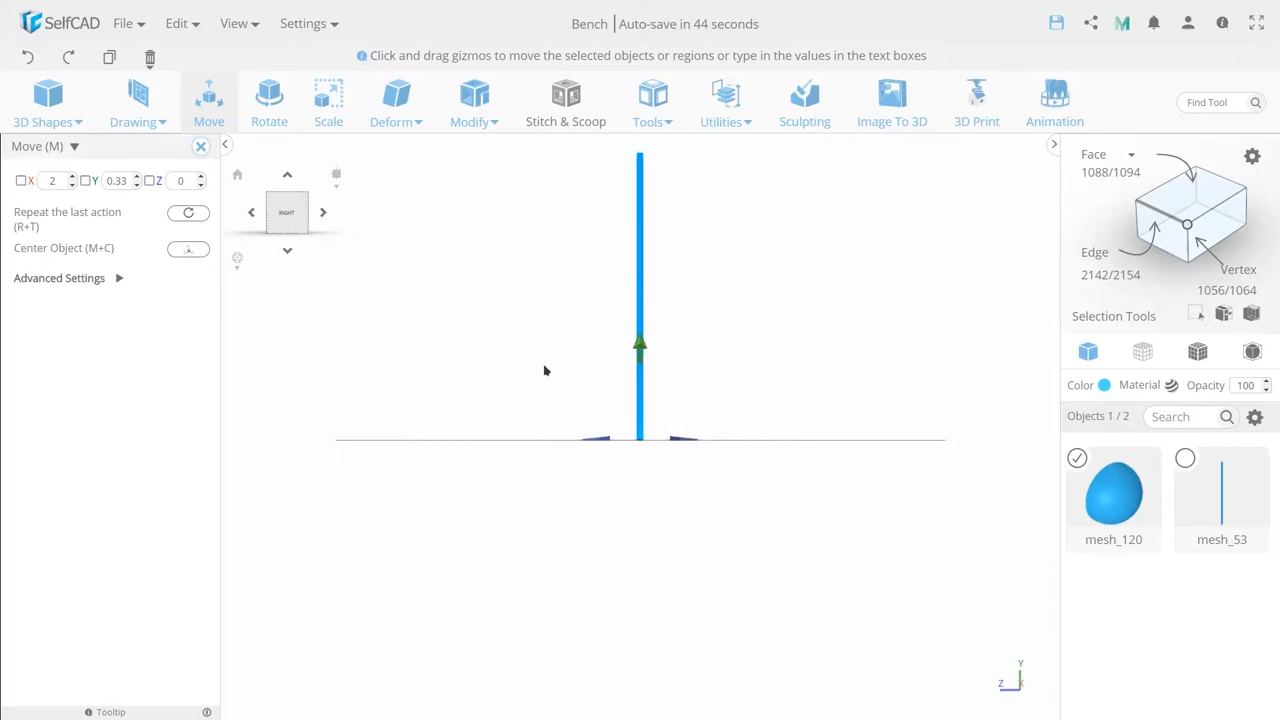 SelfCAD File Edit View Settings Bench Auto-save in 44 seconds
Click and drag gizmos to move the selected objects or regions or type in the values in the text boxes
3D Shapes Drawing Move Rotate Scale Deform Modify Stitch & Scoop Tools Utilities Sculpting Image To 3D 3D Print Animation Find Tool
Move (M)
X 2 Y 0.33 Z 0
Repeat the last action
(R+T)
Center Object (M+C)
Advanced Settings
Tooltip
RIGHT
Y
Z X
Face
1088/1094
Edge
2142/2154
Vertex
1056/1064
Selection Tools
Color Material Opacity 100
Objects 1 / 2 Search
mesh_120 mesh_53